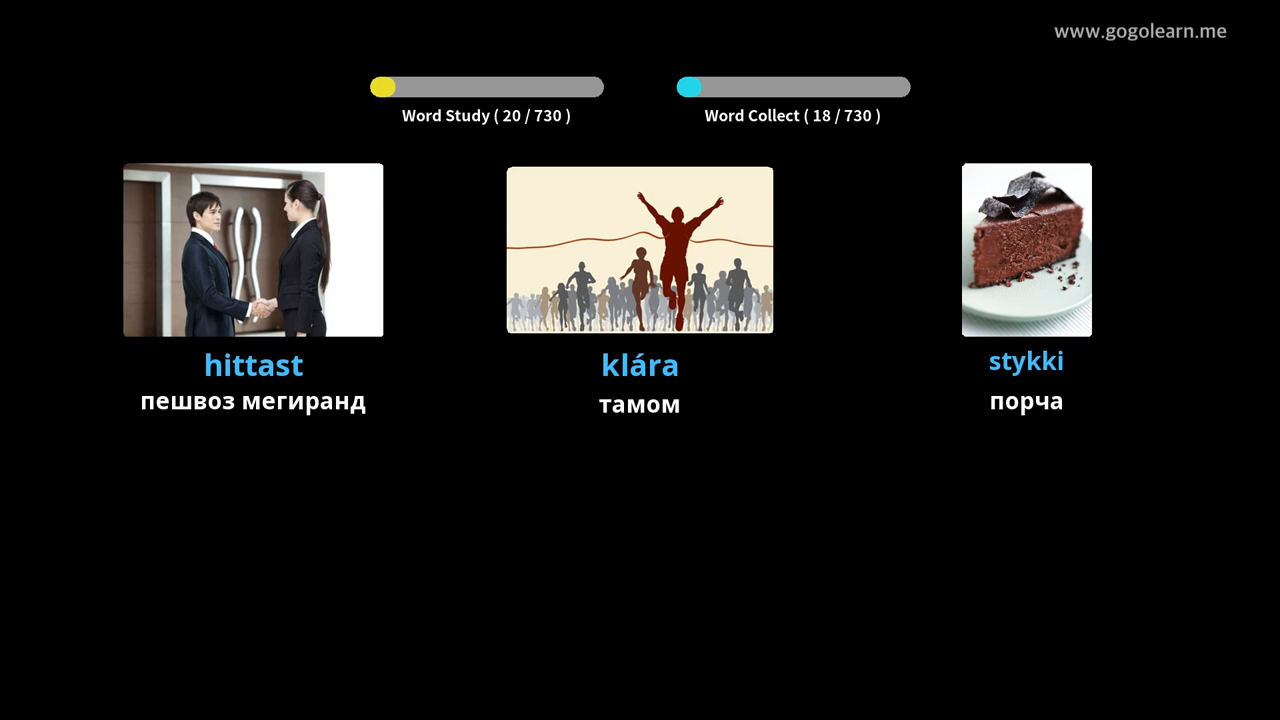 www.gogolearn.me
Word Study ( 20 / 730 )
Word Collect ( 18 / 730 )
hittast
пешвоз мегиранд
klára
тамом
stykki
порча